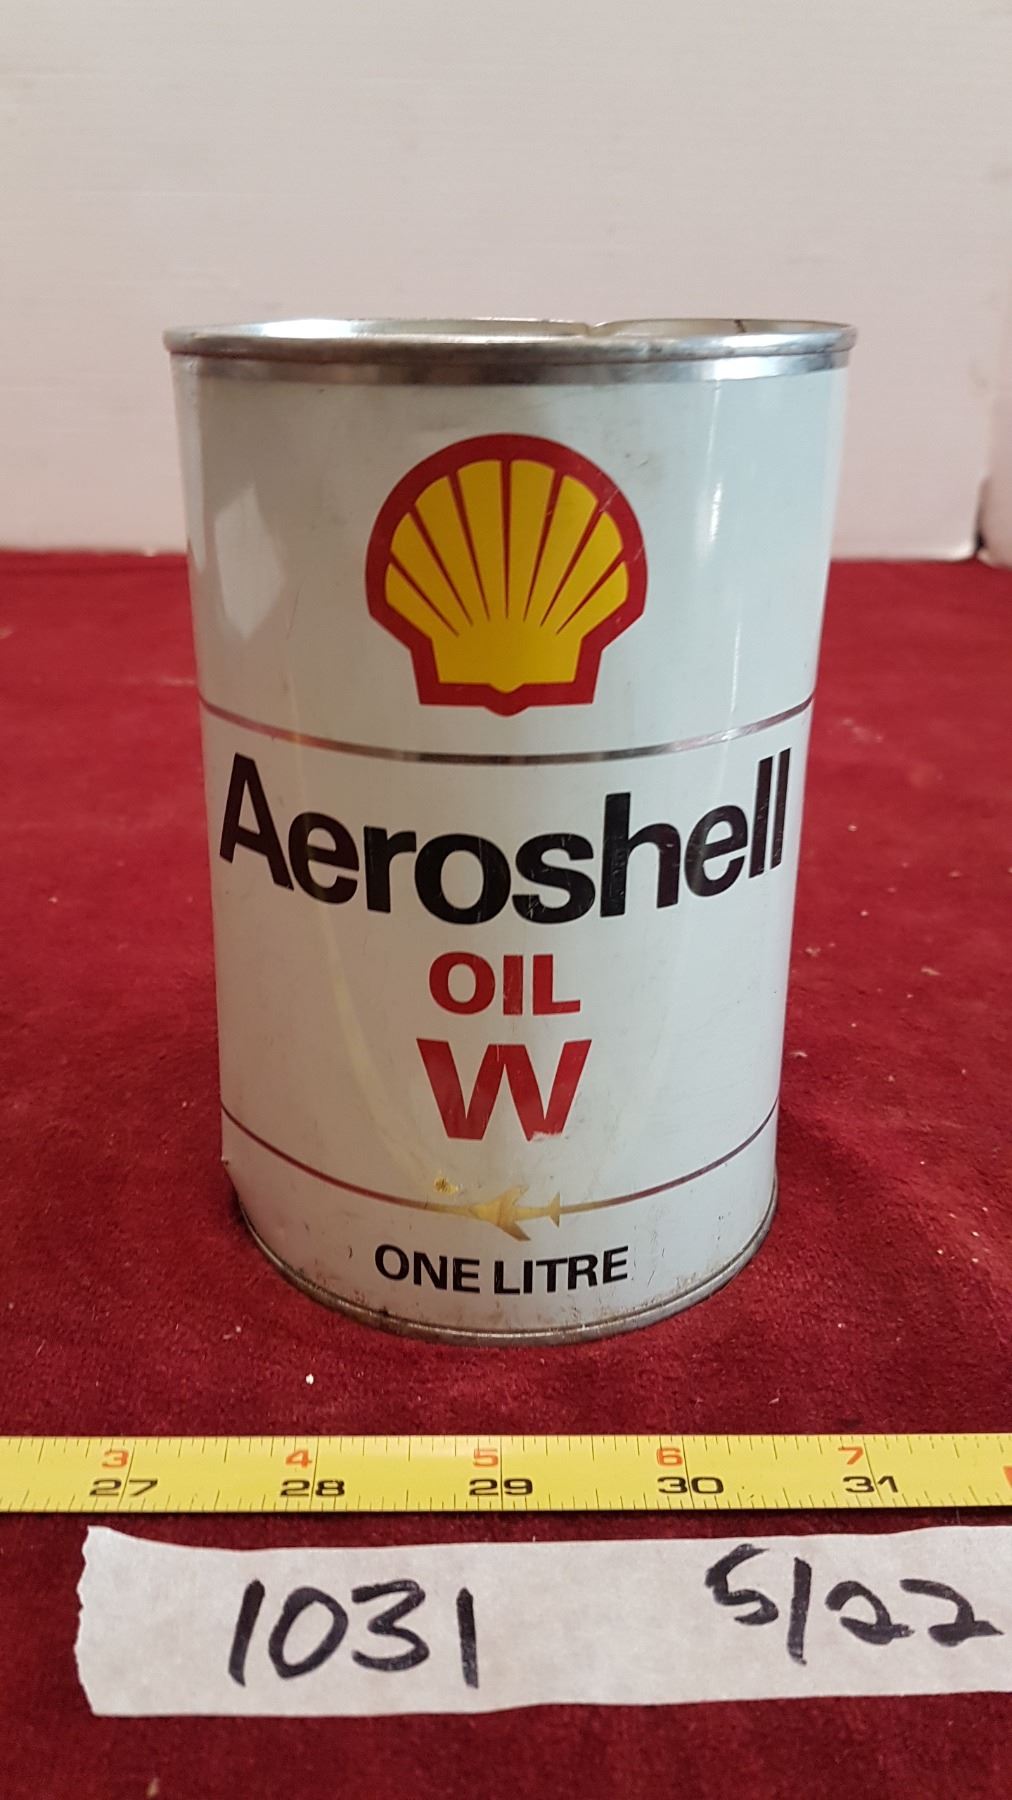 Aeroshell
OIL
W
ONE LITRE
3 4 5 6 7
27 28 29 30 31
1031 5/22